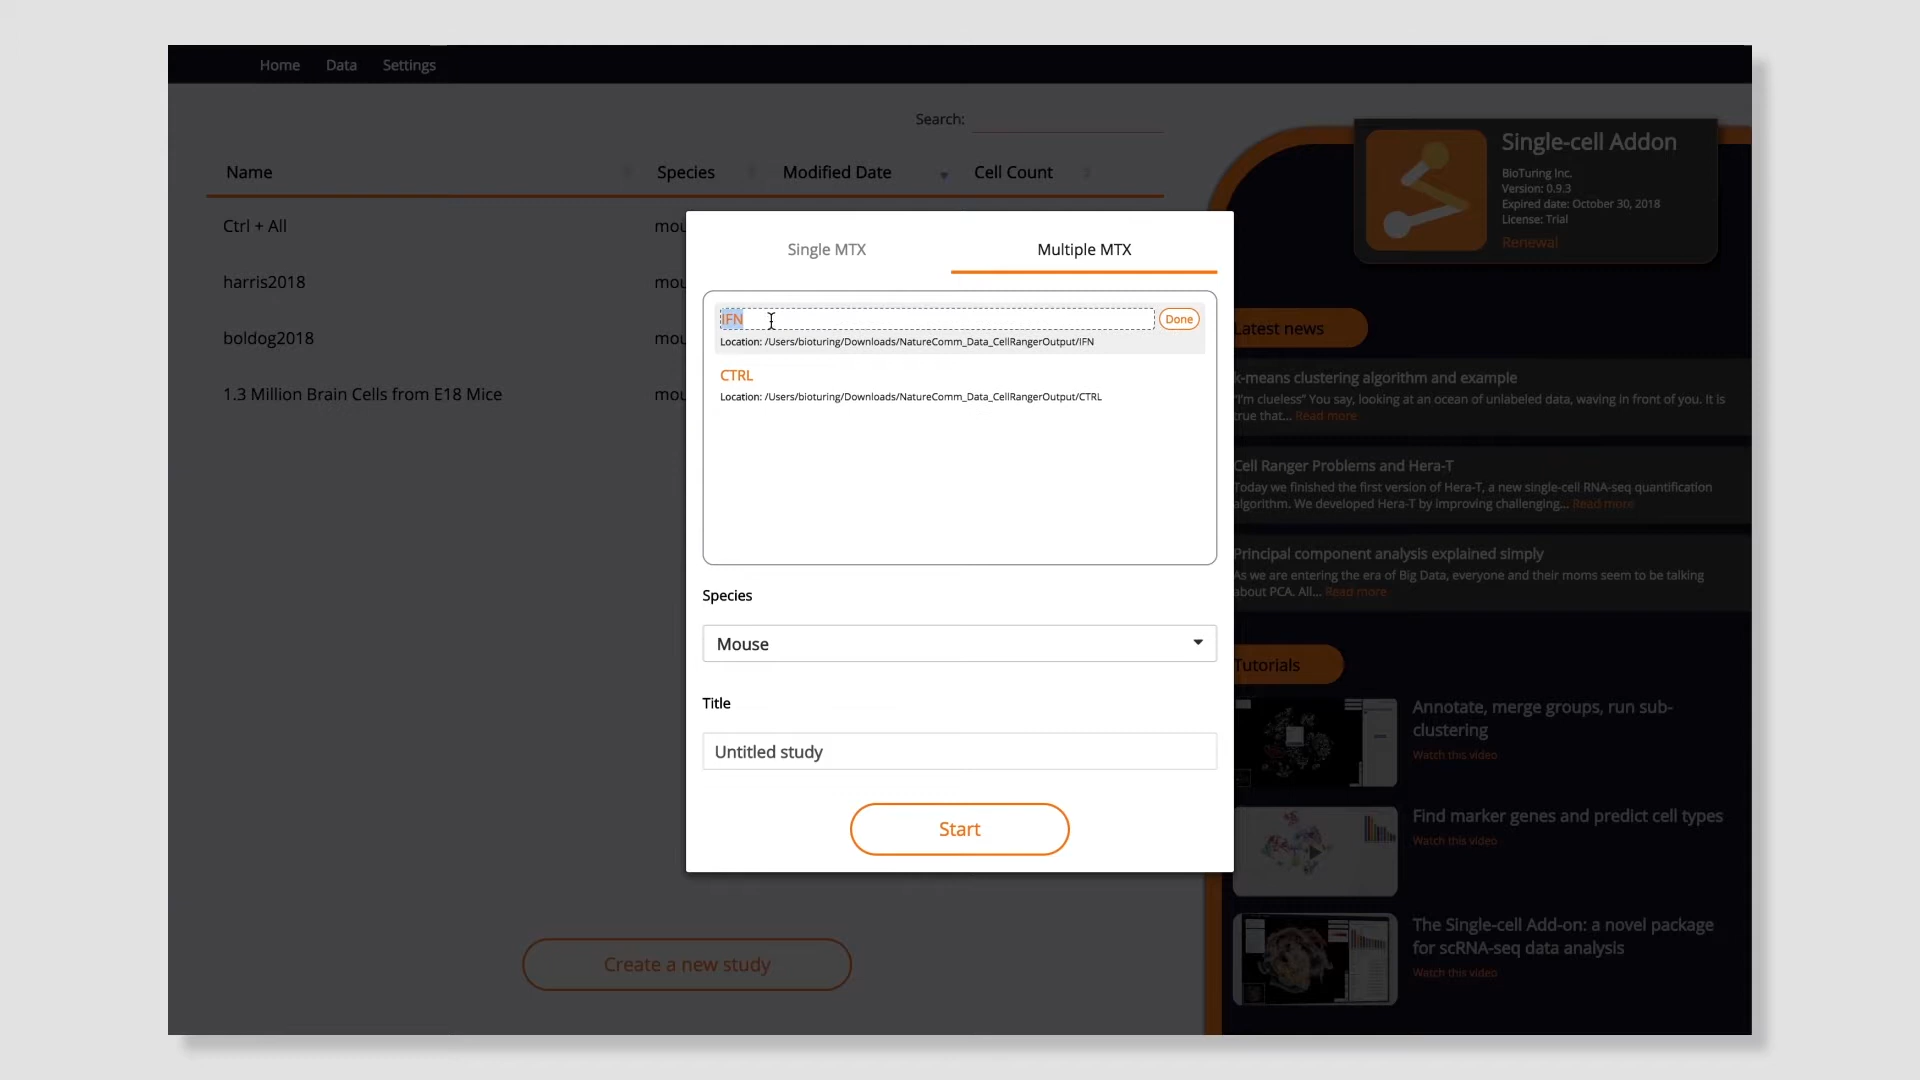 Home Data Settings
Search:
Name Species Modified Date Cell Count
Ctrl + All mou
harris2018 mou
boldog2018 mou
1.3 Million Brain Cells from E18 Mice mou
Create a new study
Single MTX Multiple MTX
IFN Done
Location: /Users/bioturing/Downloads/NatureComm_Data_CellRangerOutput/IFN
CTRL
Location: /Users/bioturing/Downloads/NatureComm_Data_CellRangerOutput/CTRL
Species
Mouse
Title
Untitled study
Start
Single-cell Addon
BioTuring Inc.
Version: 0.9.3
Expired date: October 30, 2018
License: Trial
Renewal
Latest news
k-means clustering algorithm and example
"I'm clueless" You say, looking at an ocean of unlabeled data, waving in front of you. It is
true that... Read more
Cell Ranger Problems and Hera-T
Today we finished the first version of Hera-T, a new single-cell RNA-seq quantification
algorithm. We developed Hera-T by improving challenging... Read more
Principal component analysis explained simply
As we are entering the era of Big Data, everyone and their moms seem to be talking
about PCA. All... Read more
Tutorials
Annotate, merge groups, run sub-
clustering
Watch this video
Find marker genes and predict cell types
Watch this video
The Single-cell Add-on: a novel package
for scRNA-seq data analysis
Watch this video